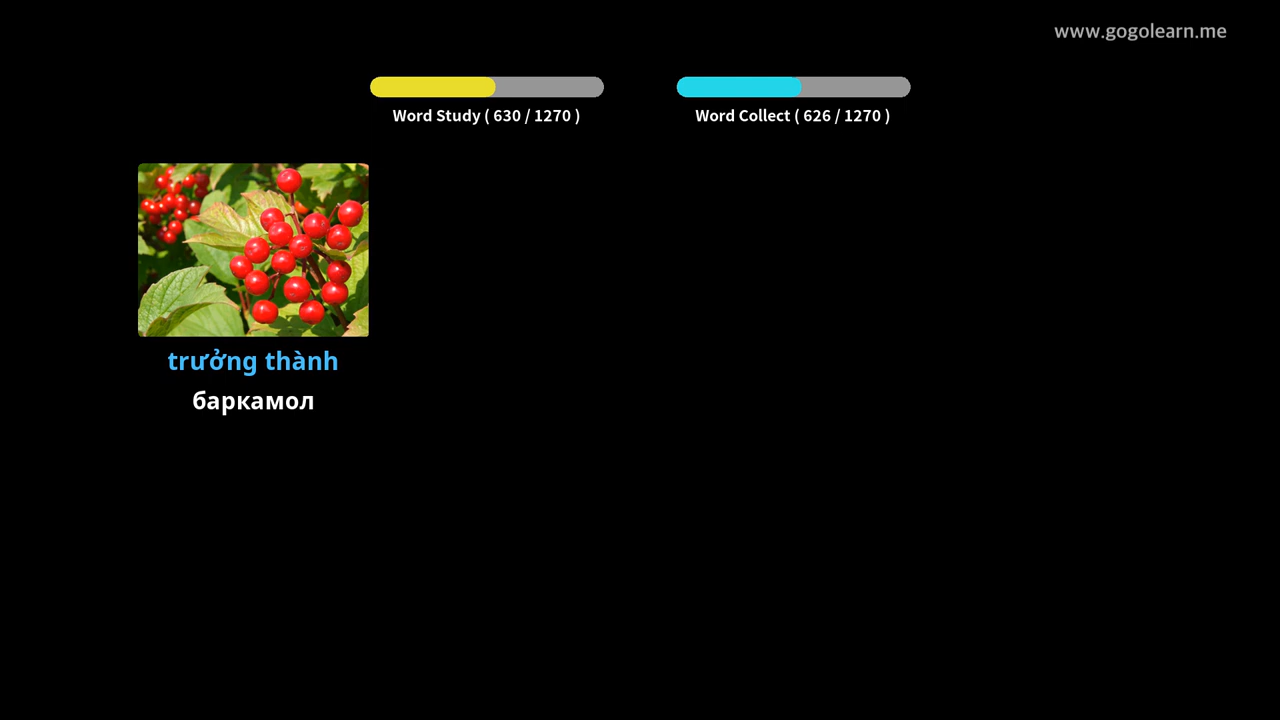 www.gogolearn.me
Word Study ( 630 / 1270 )
Word Collect ( 626 / 1270 )
trưởng thành
баркамол